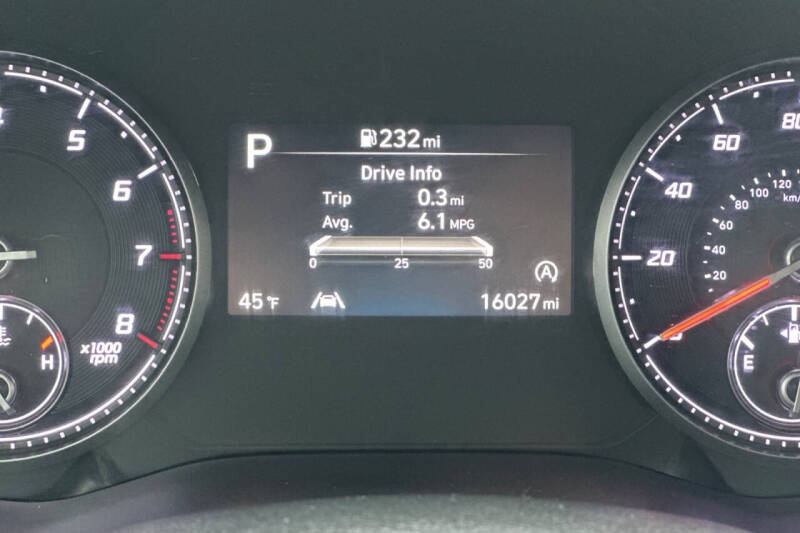 P 232 mi
Drive Info
Trip 0.3 mi
Avg. 6.1 MPG
0 25 50
45 °F A 16027 mi
5
6
7
8
x1000
rpm
H
80
60
40
20
120
100
80
60
40
20
km/
E